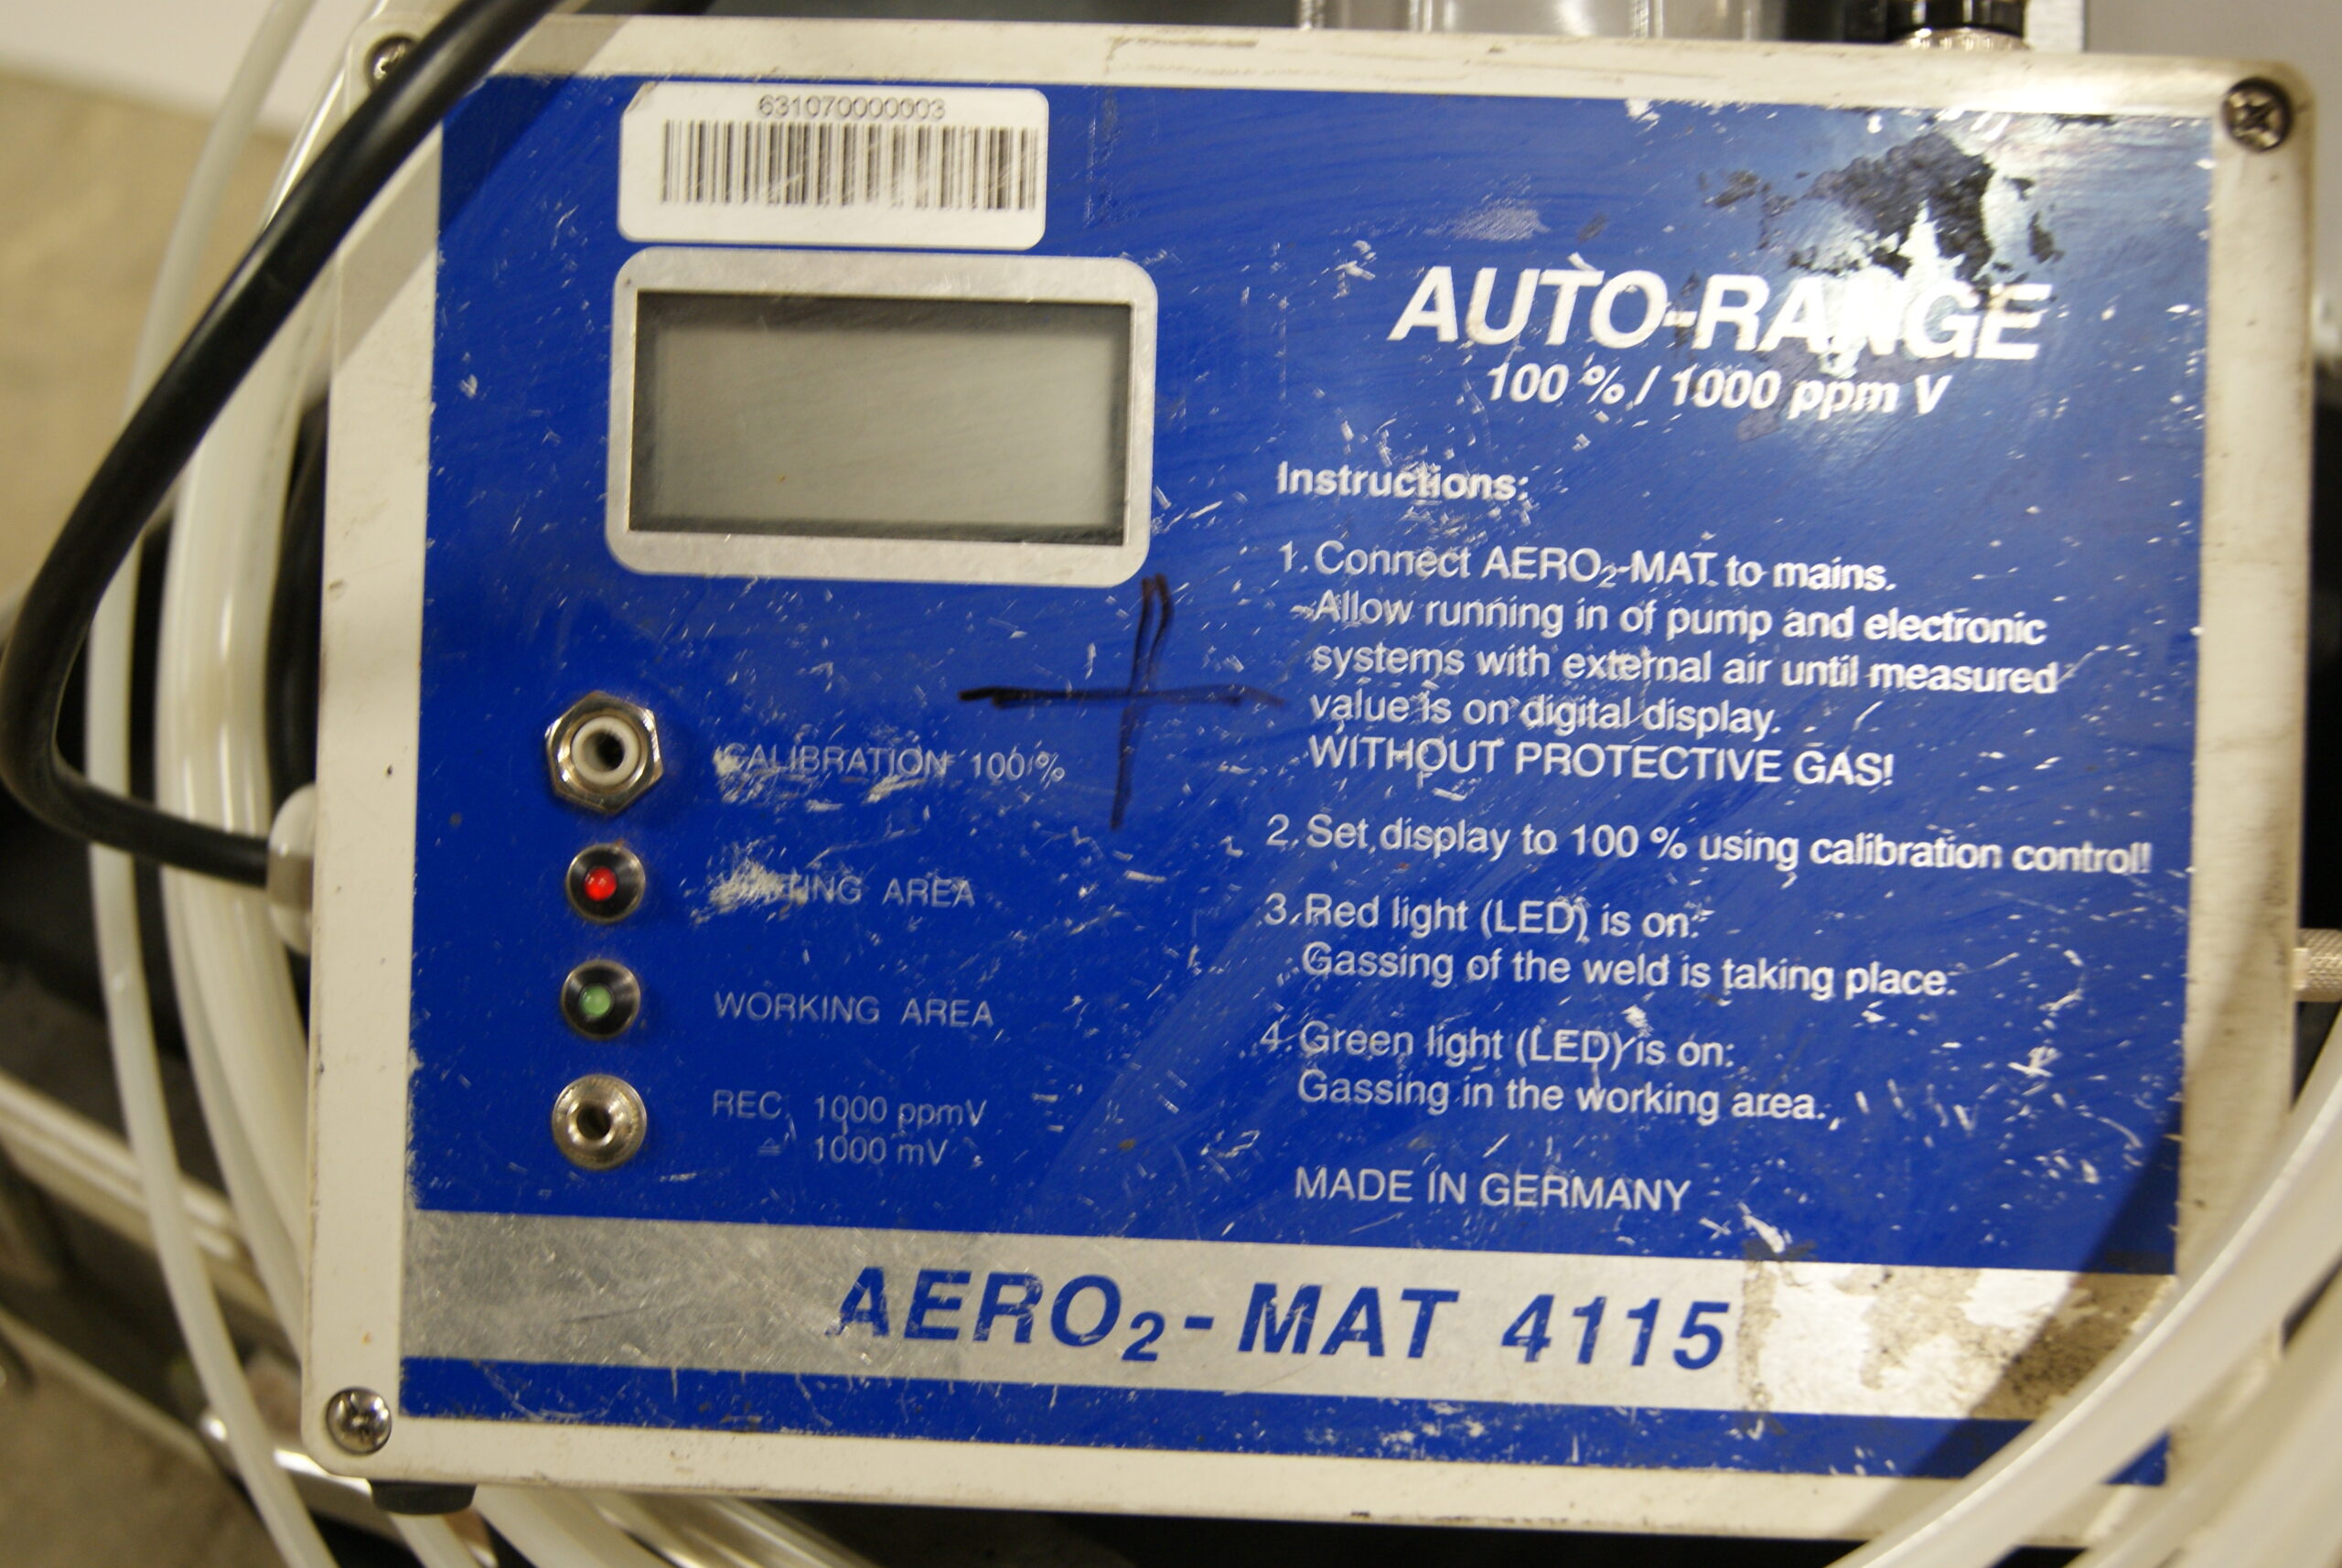 631070000003
AUTO-RANGE
100 % / 1000 ppm V
Instructions:
1. Connect AERO₂-MAT to mains.
Allow running in of pump and electronic
systems with external air until measured
value is on digital display.
WITHOUT PROTECTIVE GAS!
2. Set display to 100 % using calibration control!
3. Red light (LED) is on:
Gassing of the weld is taking place.
4. Green light (LED) is on:
Gassing in the working area.
MADE IN GERMANY
CALIBRATION 100 %
AREA
WORKING AREA
REC. 1000 ppmV
≙ 1000 mV
AERO₂-MAT 4115